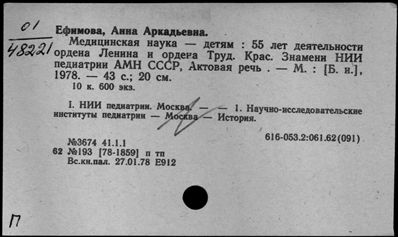 01
48221
Ефимова, Анна Аркадьевна.
Медицинская наука — детям : 55 лет деятельности
ордена Ленина и ордена Труд. Крас. Знамени НИИ
педиатрии АМН СССР, Актовая речь . — М. : [Б. и.],
1978. — 43 с.; 20 см.
10 к. 600 экз.
I. НИИ педиатрии. Москва. — — 1. Научно-исследовательские
институты педиатрии — Москва — История.
616-053.2:061.62(091)
№3674 41.1.1
62 №193 [78-1859] п тп
Вс.кн.пал. 27.01.78 Е912
П